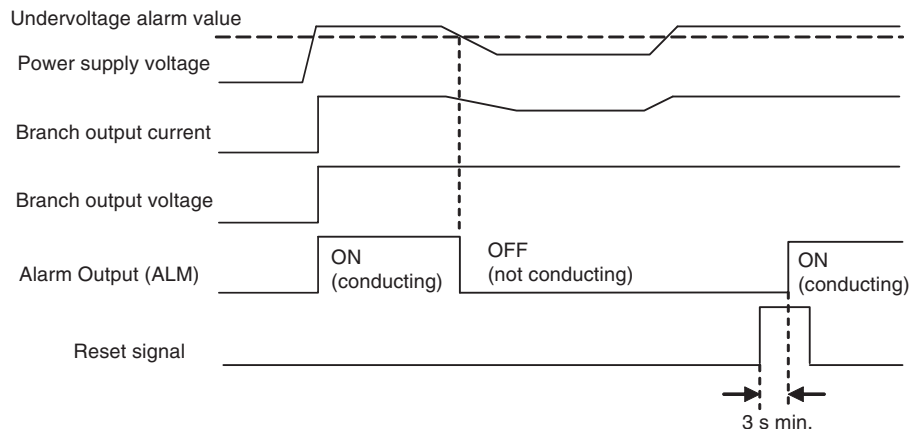 Undervoltage alarm value
Power supply voltage
Branch output current
Branch output voltage
Alarm Output (ALM)
ON
(conducting)
OFF
(not conducting)
ON
(conducting)
Reset signal
3 s min.